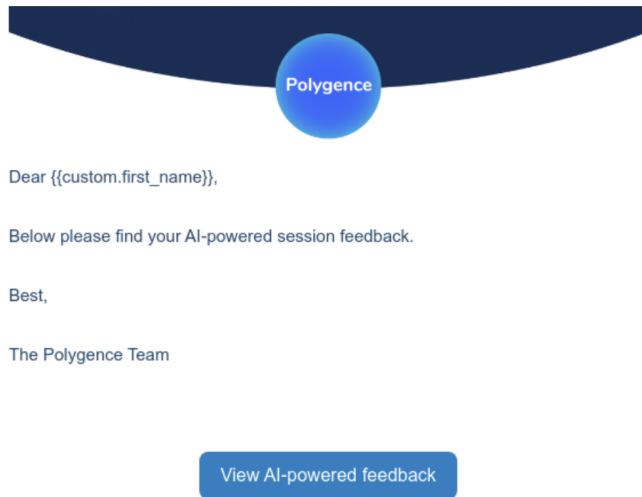 Polygence
Dear {{custom.first_name}},
Below please find your AI-powered session feedback.
Best,
The Polygence Team
View AI-powered feedback